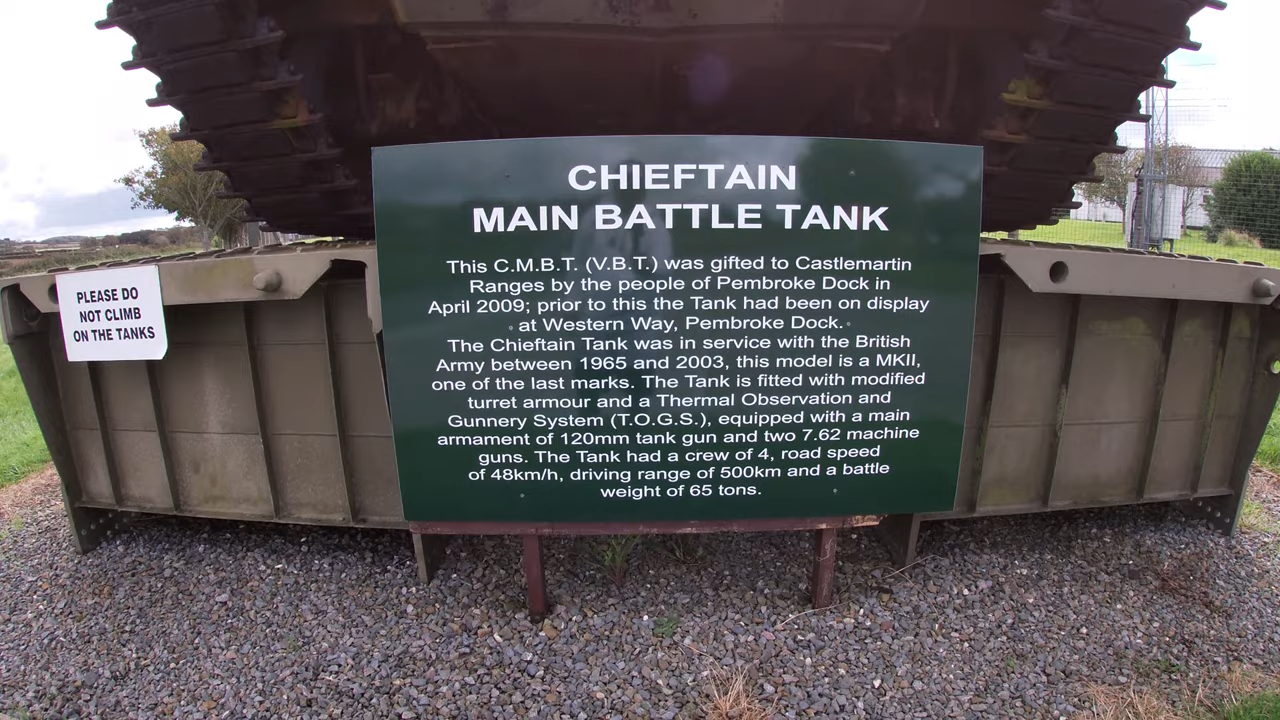 CHIEFTAIN
MAIN BATTLE TANK
This C.M.B.T. (V.B.T.) was gifted to Castlemartin
Ranges by the people of Pembroke Dock in
April 2009; prior to this the Tank had been on display
at Western Way, Pembroke Dock.
The Chieftain Tank was in service with the British
Army between 1965 and 2003, this model is a MKII,
one of the last marks. The Tank is fitted with modified
turret armour and a Thermal Observation and
Gunnery System (T.O.G.S.), equipped with a main
armament of 120mm tank gun and two 7.62 machine
guns. The Tank had a crew of 4, road speed
of 48km/h, driving range of 500km and a battle
weight of 65 tons.
PLEASE DO
NOT CLIMB
ON THE TANKS